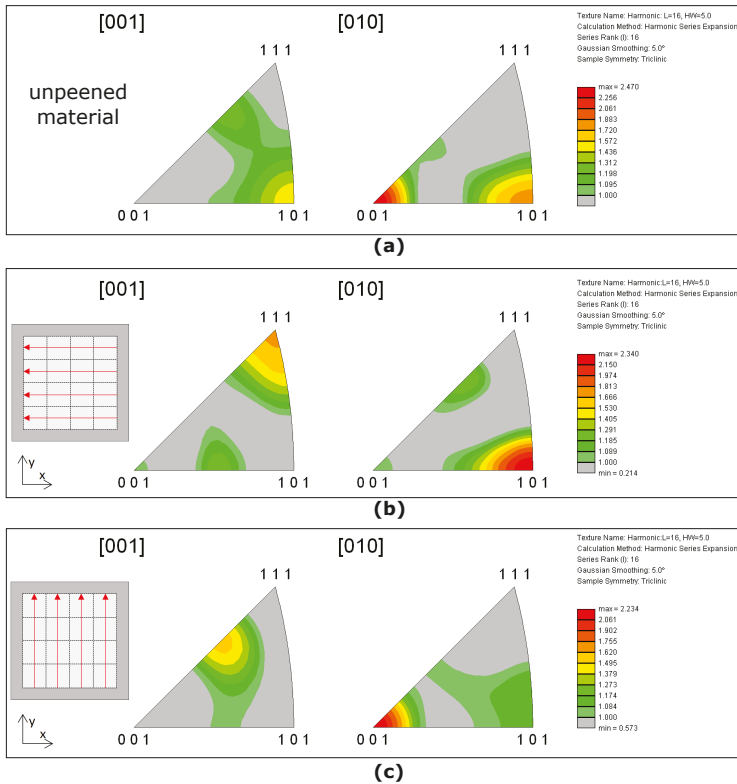 [001]
[010]
Texture Name: Harmonic: L=16, HW=5.0
Calculation Method: Harmonic Series Expansion
Series Rank (l): 16
Gaussian Smoothing: 5.0°
Sample Symmetry: Triclinic
unpeened
material
1 1 1
0 0 1
1 0 1
1 1 1
0 0 1
1 0 1
max = 2.470
2.256
2.061
1.883
1.720
1.572
1.436
1.312
1.198
1.095
1.000
(a)
[001]
[010]
Texture Name: Harmonic:L=16, HW=5.0
Calculation Method: Harmonic Series Expansion
Series Rank (l): 16
Gaussian Smoothing: 5.0°
Sample Symmetry: Triclinic
y
x
1 1 1
0 0 1
1 0 1
1 1 1
0 0 1
1 0 1
max = 2.340
2.150
1.974
1.813
1.666
1.530
1.405
1.291
1.185
1.089
1.000
min = 0.214
(b)
[001]
[010]
Texture Name: Harmonic:L=16, HW=5.0
Calculation Method: Harmonic Series Expansion
Series Rank (l): 16
Gaussian Smoothing: 5.0°
Sample Symmetry: Triclinic
y
x
1 1 1
0 0 1
1 0 1
1 1 1
0 0 1
1 0 1
max = 2.234
2.061
1.902
1.755
1.620
1.495
1.379
1.273
1.174
1.084
1.000
min = 0.573
(c)